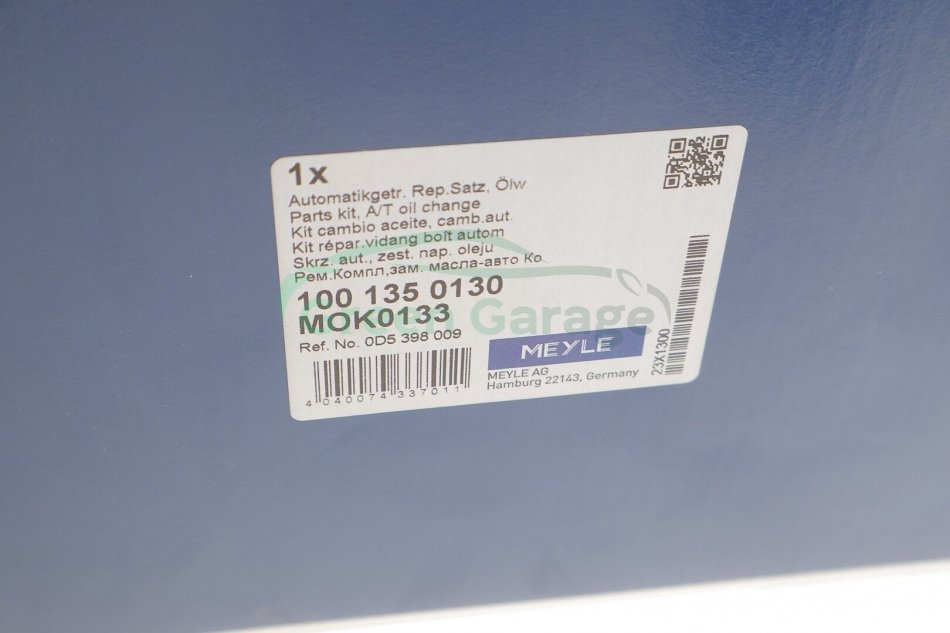 1x
Automatikgetr. Rep.Satz, Ölw
Parts kit, A/T oil change
Kit cambio aceite, camb.aut.
Kit répar.vidang boît autom
Skrz. aut., zest. nap. oleju
Рем.Компл,зам. масла-авто Ко
100 135 0130
MOK0133
Green Garage
Ref. No. 0D5 398 009
MEYLE
MEYLE AG
Hamburg 22143, Germany
4 040074 337011
23X1300